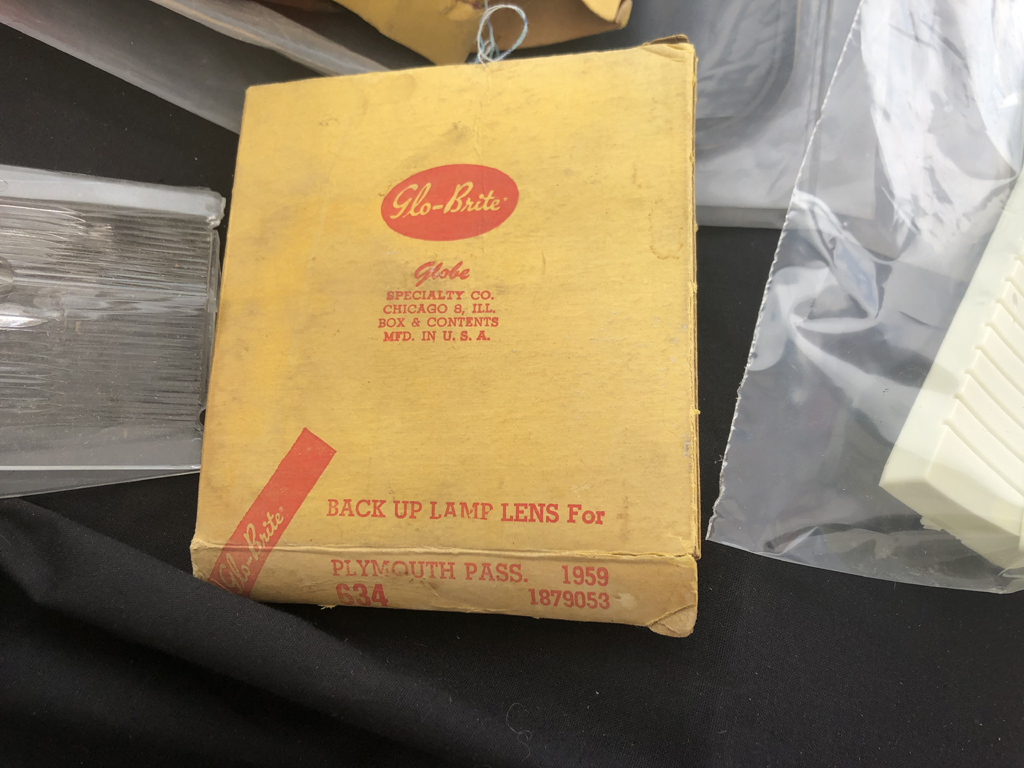 Glo-Brite
Globe
SPECIALTY CO.
CHICAGO 8, ILL.
BOX & CONTENTS
MFD. IN U. S. A.
Glo-Brite
BACK UP LAMP LENS For
PLYMOUTH PASS. 1959
634 1879053